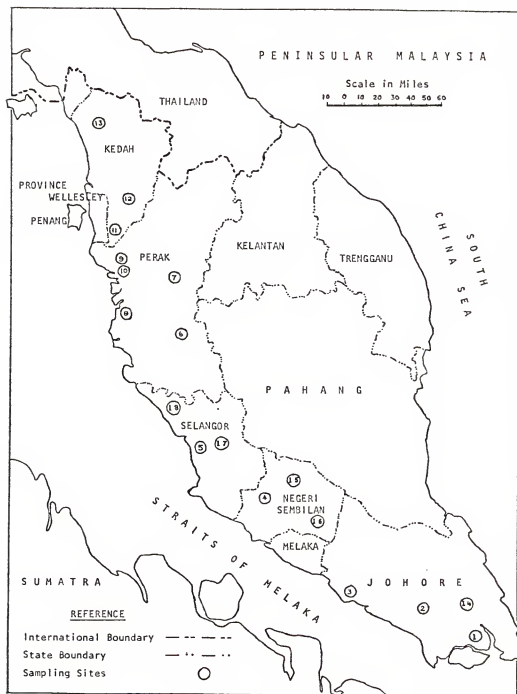 PENINSULAR MALAYSIA
Scale in Miles
10 0 10 20 30 40 50 60
THAILAND
13
KEDAH
PROVINCE
WELLESLEY
12
PENANG
11
9
PERAK
10
7
KELANTAN
TRENGGANU
SOUTH
CHINA SEA
8
6
PAHANG
18
SELANGOR
5
17
15
4
NEGERI
SEMBILAN
16
MELAKA
STRAITS OF MELAKA
SUMATRA
JOHORE
3
2
14
1
REFERENCE
International Boundary
State Boundary
Sampling Sites